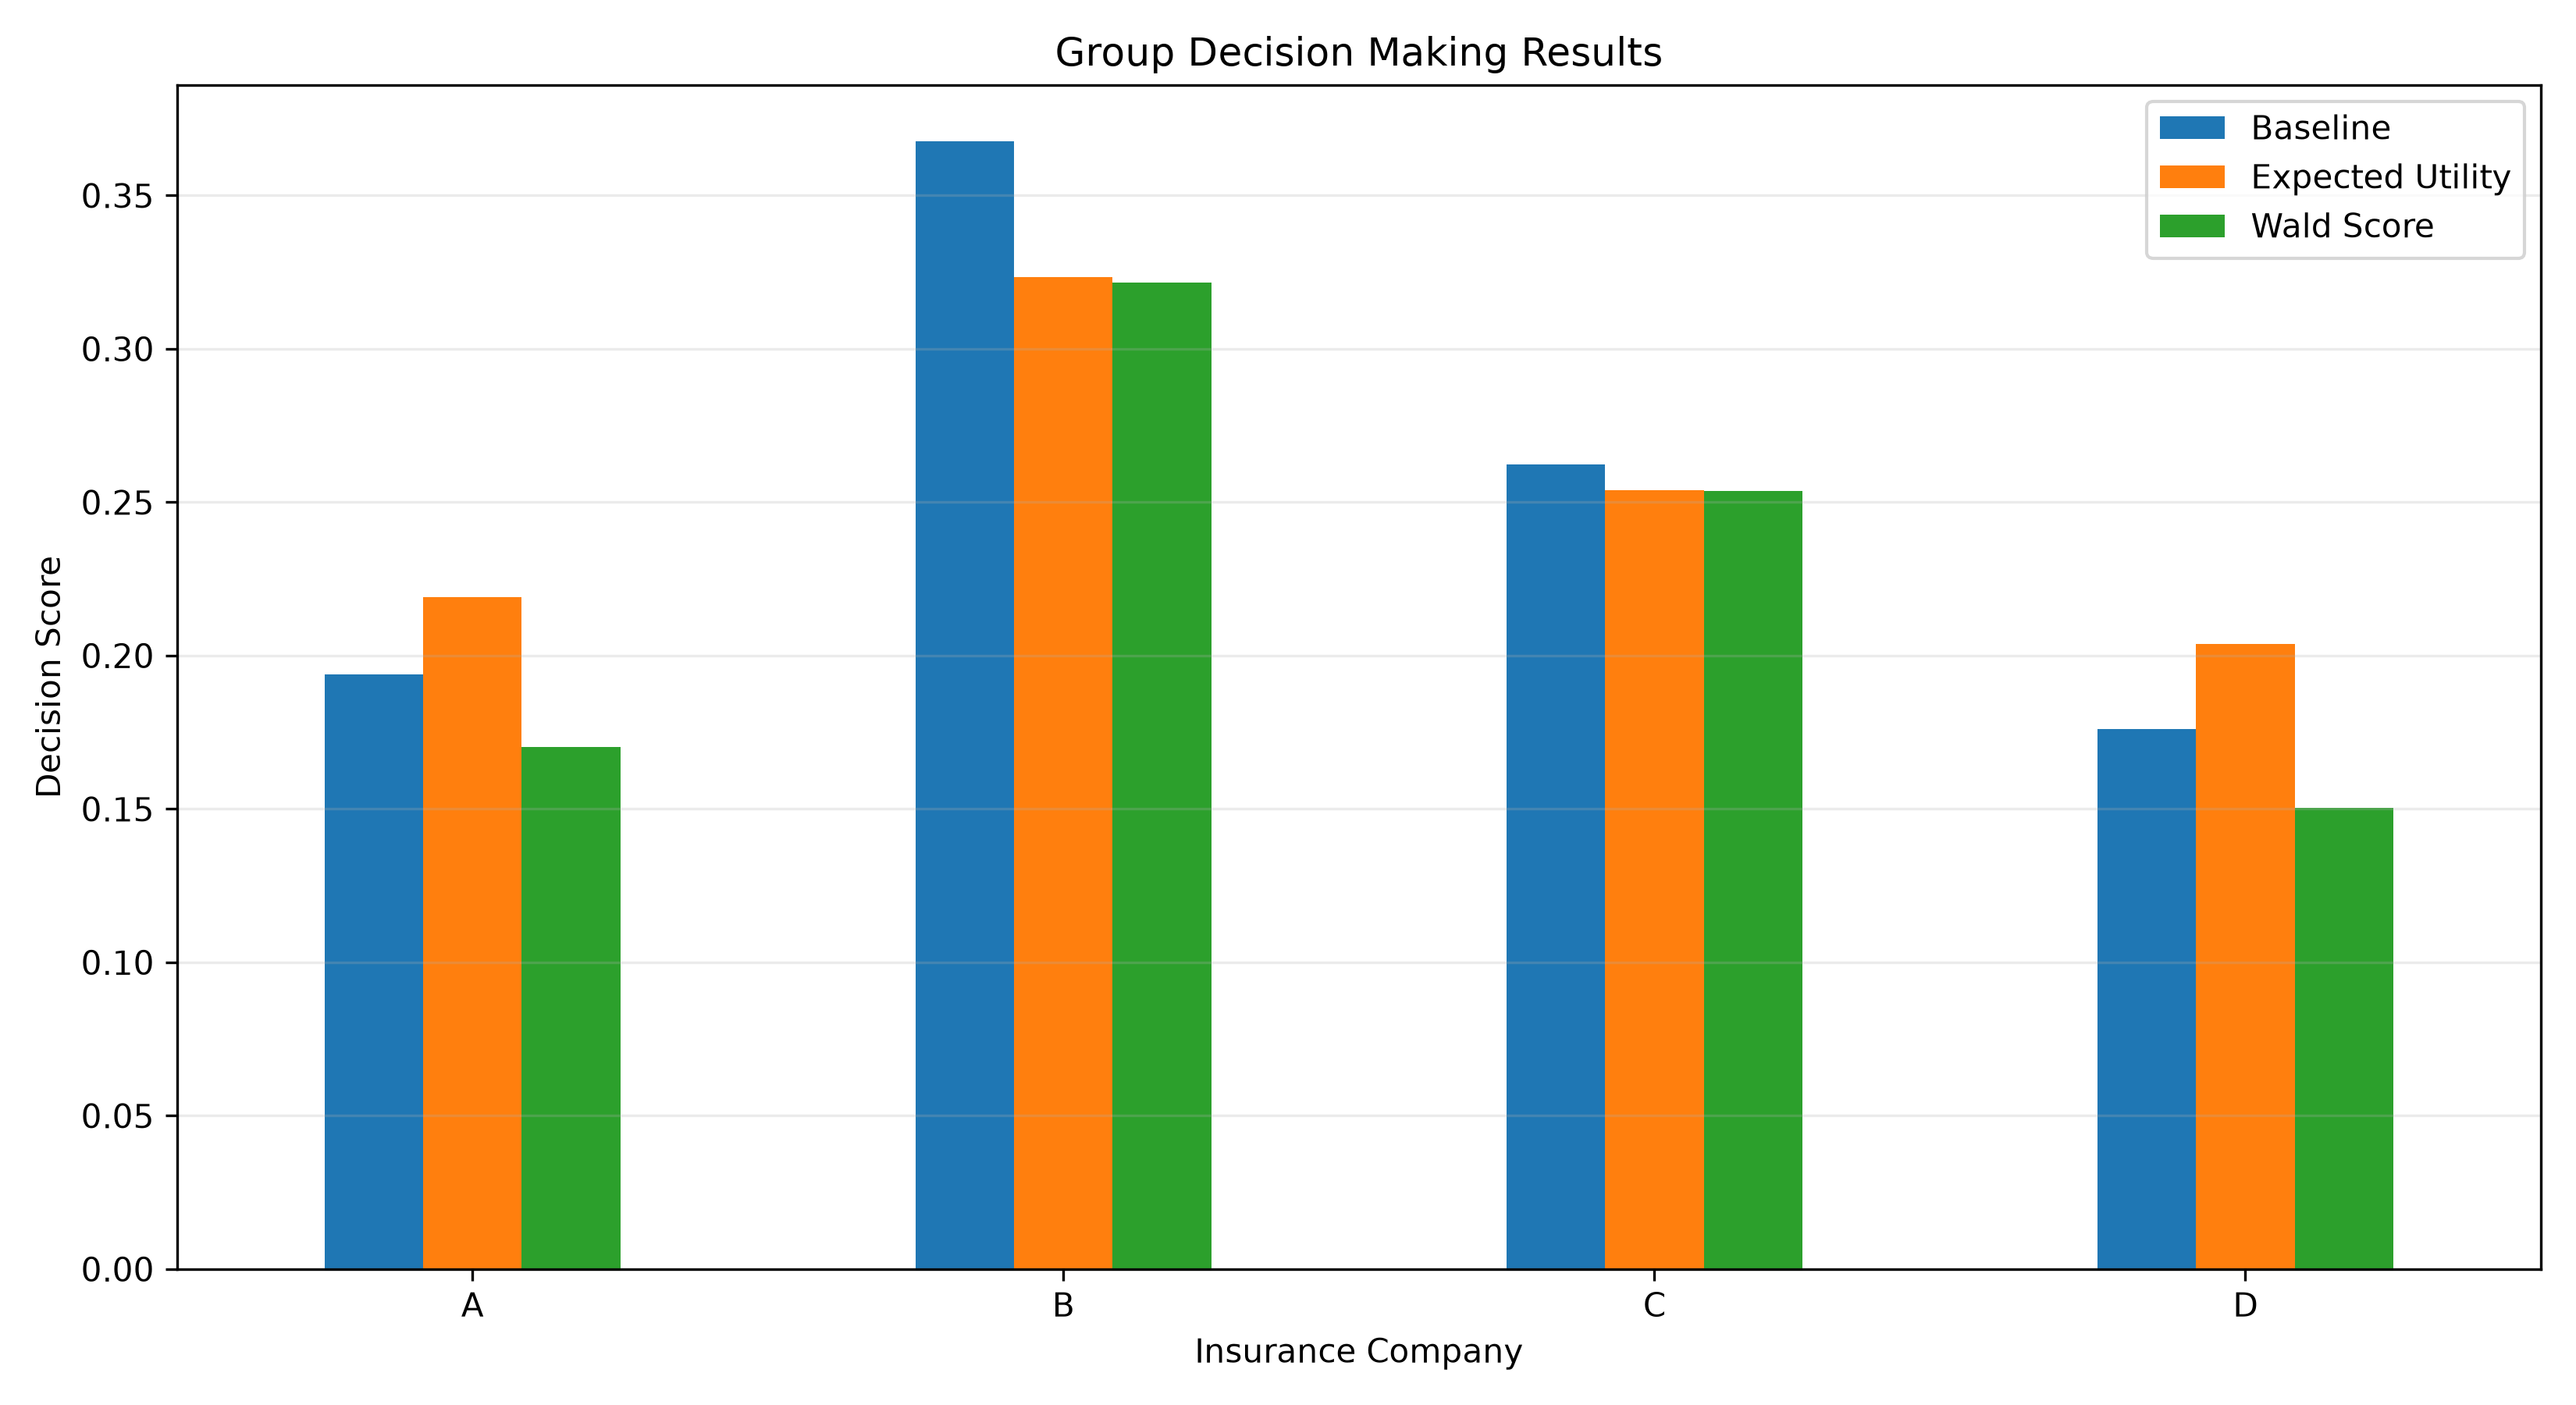 Group Decision Making Results
Baseline
Expected Utility
Wald Score
Decision Score
0.35
0.30
0.25
0.20
0.15
0.10
0.05
0.00
A B C D
Insurance Company